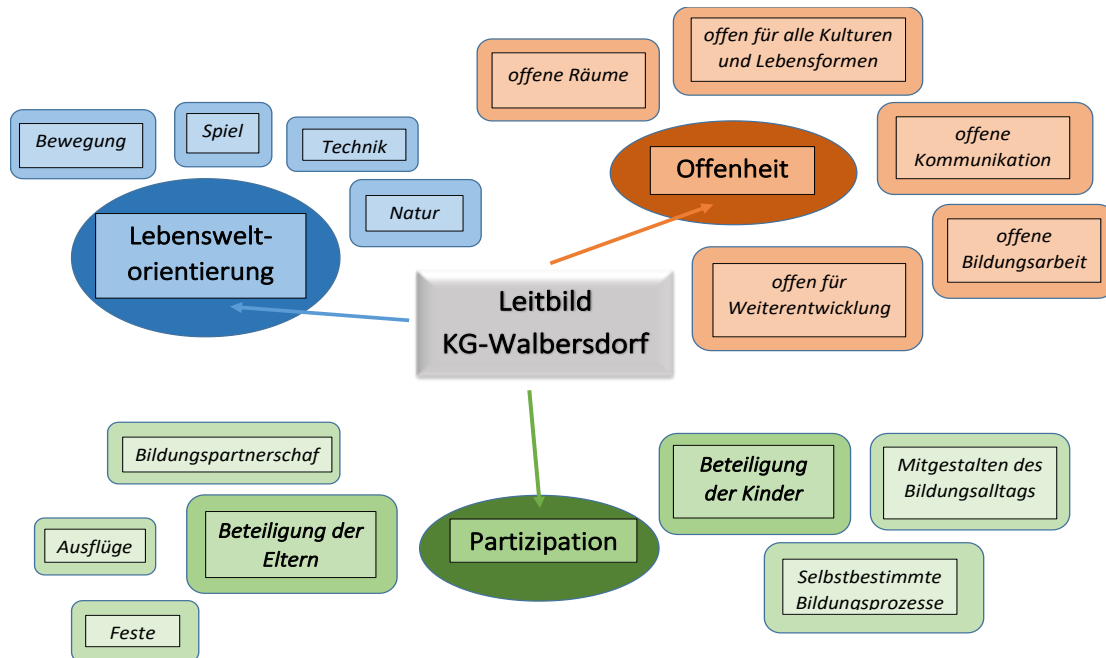 offen für alle Kulturen
und Lebensformen
offene Räume
Bewegung
Spiel
Technik
Natur
Lebenswelt-
orientierung
Offenheit
offene
Kommunikation
offene
Bildungsarbeit
offen für
Weiterentwicklung
Leitbild
KG-Walbersdorf
Bildungspartnerschaf
Beteiligung der
Eltern
Ausflüge
Feste
Partizipation
Beteiligung
der Kinder
Mitgestalten des
Bildungsalltags
Selbstbestimmte
Bildungsprozesse